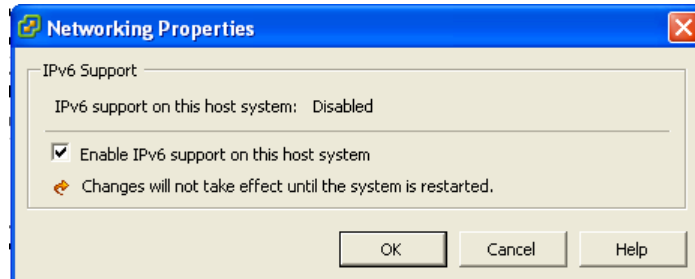 Networking Properties
IPv6 Support
IPv6 support on this host system: Disabled
Enable IPv6 support on this host system
Changes will not take effect until the system is restarted.
OK Cancel Help